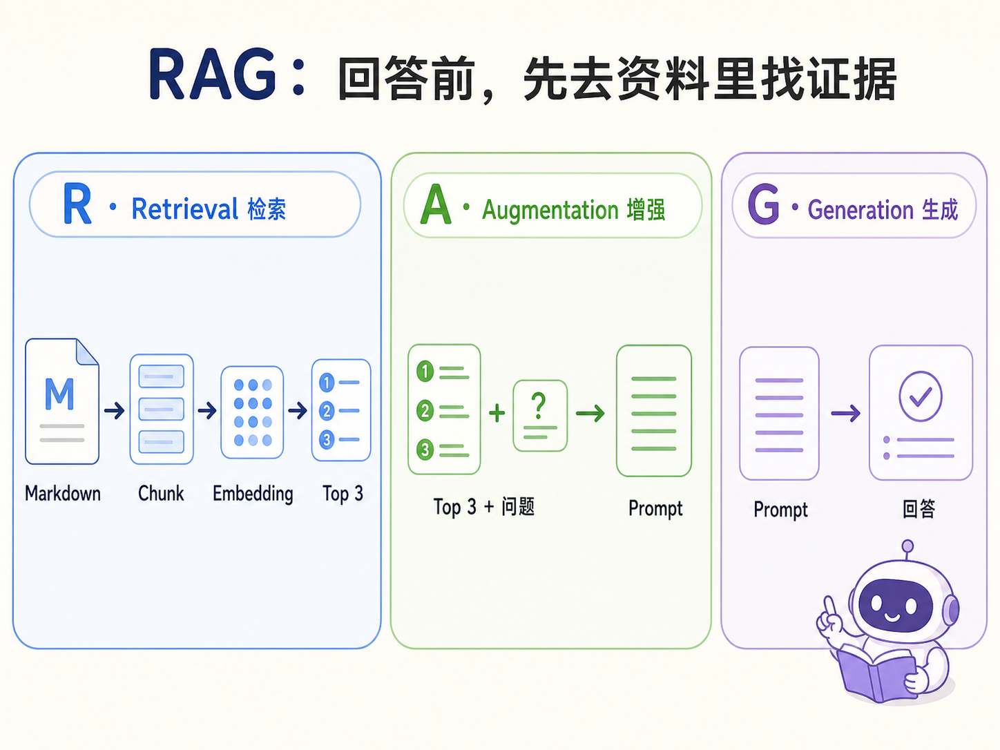 RAG：回答前，先去资料里找证据
R · Retrieval 检索
M
Markdown
Chunk
Embedding
1
2
3
Top 3
A · Augmentation 增强
1
2
3
+
?
Top 3 + 问题
Prompt
G · Generation 生成
Prompt
回答